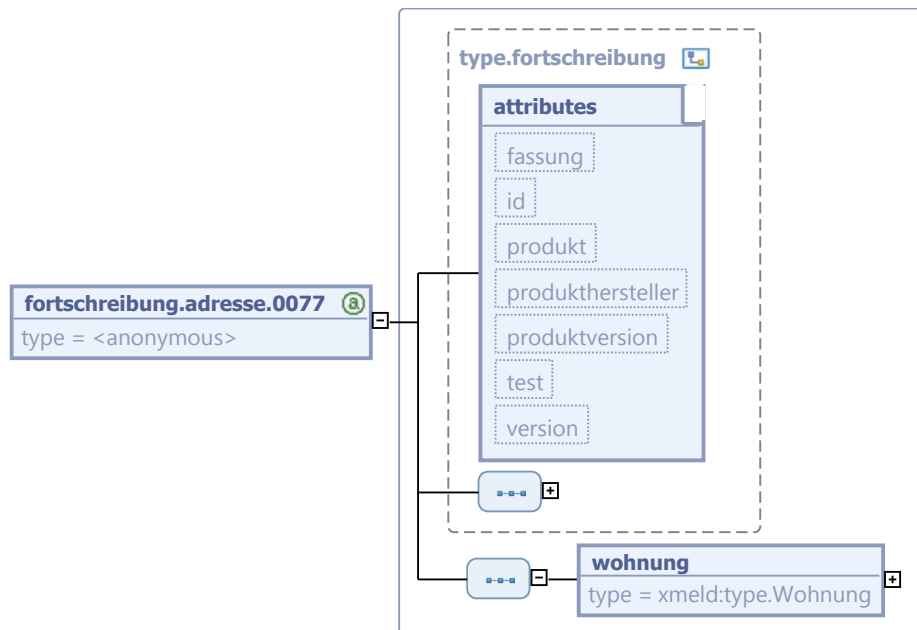 type.fortschreibung
attributes
fassung
id
produkt
produkthersteller
produktversion
test
version
fortschreibung.adresse.0077 a
type = <anonymous>
wohnung
type = xmeld:type.Wohnung